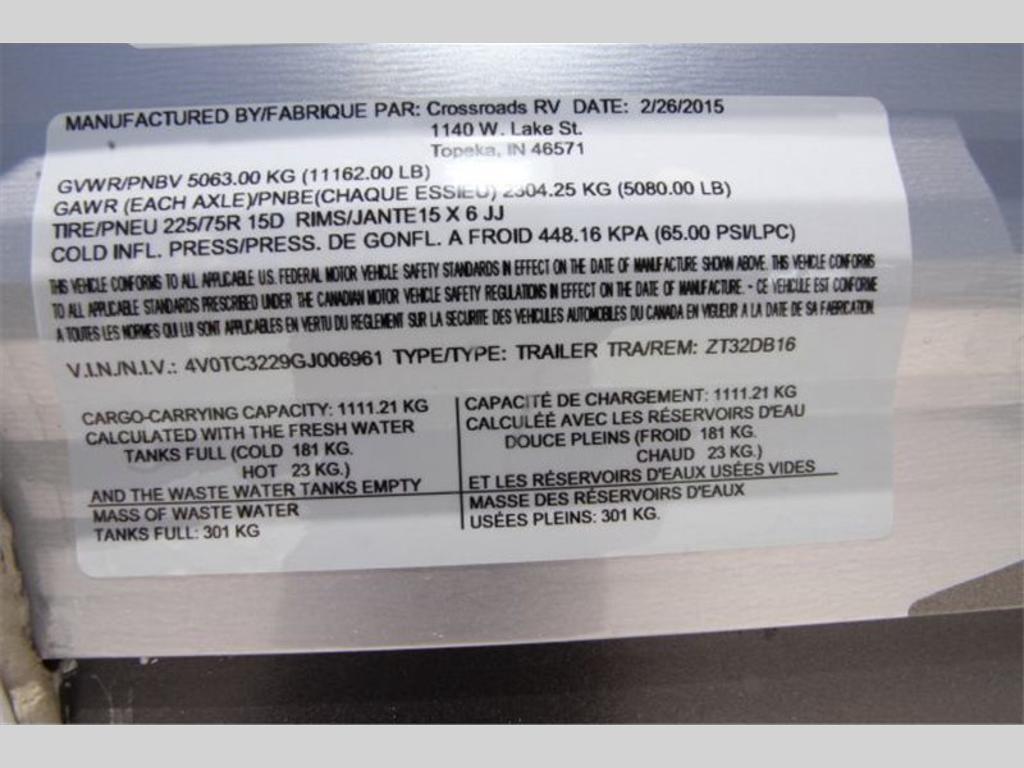 MANUFACTURED BY/FABRIQUE PAR: Crossroads RV DATE: 2/26/2015
1140 W. Lake St.
Topeka, IN 46571
GVWR/PNBV 5063.00 KG (11162.00 LB)
GAWR (EACH AXLE)/PNBE(CHAQUE ESSIEU) 2304.25 KG (5080.00 LB)
TIRE/PNEU 225/75R 15D RIMS/JANTE15 X 6 JJ
COLD INFL. PRESS/PRESS. DE GONFL. A FROID 448.16 KPA (65.00 PSI/LPC)
THIS VEHICLE CONFORMS TO ALL APPLICABLE U.S. FEDERAL MOTOR VEHICLE SAFETY STANDARDS IN EFFECT ON THE DATE OF MANUFACTURE SHOWN ABOVE. THIS VEHICLE CONFORMS
TO ALL APPLICABLE STANDARDS PRESCRIBED UNDER THE CANADIAN MOTOR VEHICLE SAFETY REGULATIONS IN EFFECT ON THE DATE OF MANUFACTURE. - CE VEHICULE EST CONFORME
A TOUTES LES NORMES QUI LUI SONT APPLICABLES EN VERTU DU REGLEMENT SUR LA SECURITE DES VEHICULES AUTOMOBILES DU CANADA EN VIGUEUR A LA DATE DE SA FABRICATION
V.I.N./N.I.V.: 4V0TC3229GJ006961 TYPE/TYPE: TRAILER TRA/REM: ZT32DB16
CARGO-CARRYING CAPACITY: 1111.21 KG
CALCULATED WITH THE FRESH WATER
TANKS FULL (COLD 181 KG.
HOT 23 KG.)
AND THE WASTE WATER TANKS EMPTY
MASS OF WASTE WATER
TANKS FULL: 301 KG
CAPACITÉ DE CHARGEMENT: 1111.21 KG
CALCULÉE AVEC LES RÉSERVOIRS D'EAU
DOUCE PLEINS (FROID 181 KG.
CHAUD 23 KG.)
ET LES RÉSERVOIRS D'EAUX USÉES VIDES
MASSE DES RÉSERVOIRS D'EAUX
USÉES PLEINS: 301 KG.